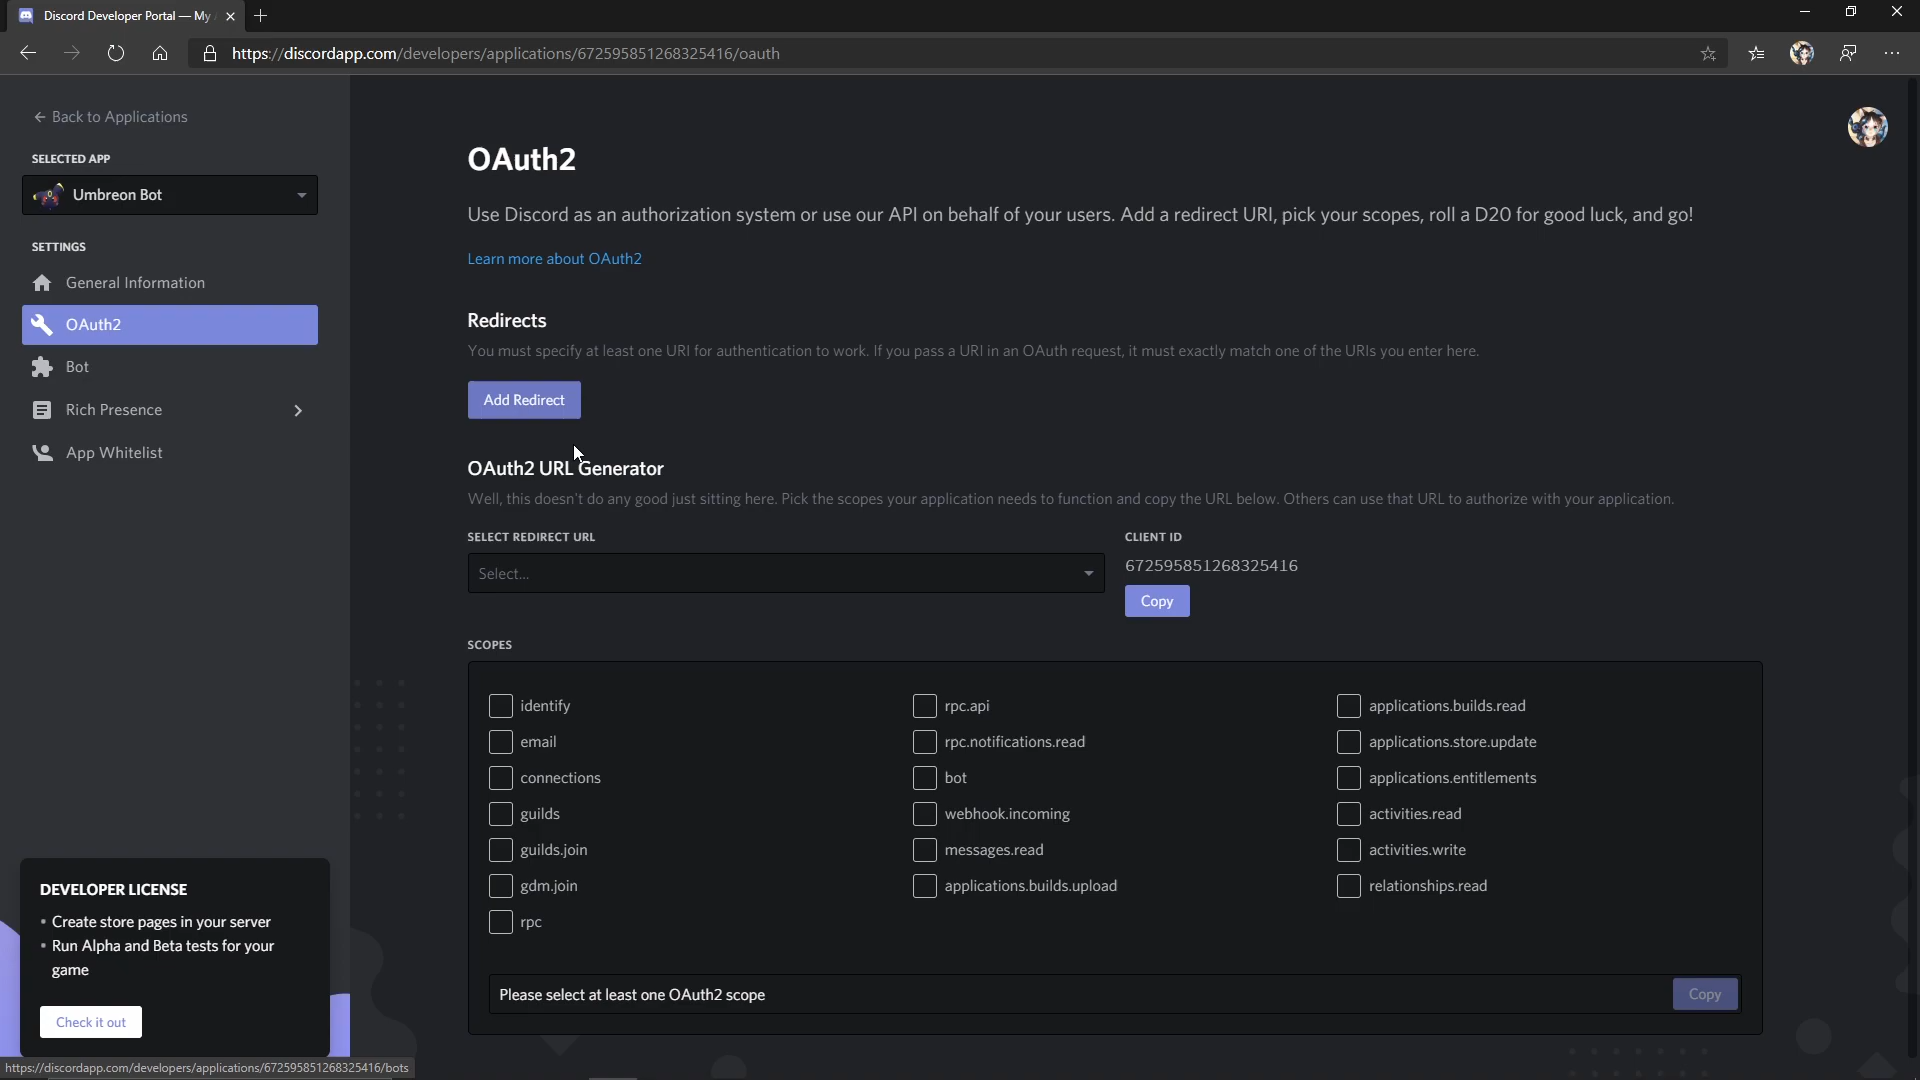 Discord Developer Portal — My
https://discordapp.com/developers/applications/672595851268325416/oauth
Back to Applications
SELECTED APP
Umbreon Bot
SETTINGS
General Information
OAuth2
Bot
Rich Presence
App Whitelist
DEVELOPER LICENSE
• Create store pages in your server
• Run Alpha and Beta tests for your
game
Check it out
https://discordapp.com/developers/applications/672595851268325416/bots
OAuth2
Use Discord as an authorization system or use our API on behalf of your users. Add a redirect URI, pick your scopes, roll a D20 for good luck, and go!
Learn more about OAuth2
Redirects
You must specify at least one URI for authentication to work. If you pass a URI in an OAuth request, it must exactly match one of the URIs you enter here.
Add Redirect
OAuth2 URL Generator
Well, this doesn't do any good just sitting here. Pick the scopes your application needs to function and copy the URL below. Others can use that URL to authorize with your application.
SELECT REDIRECT URL
Select...
CLIENT ID
672595851268325416
Copy
SCOPES
identify
email
connections
guilds
guilds.join
gdm.join
rpc
rpc.api
rpc.notifications.read
bot
webhook.incoming
messages.read
applications.builds.upload
applications.builds.read
applications.store.update
applications.entitlements
activities.read
activities.write
relationships.read
Please select at least one OAuth2 scope
Copy